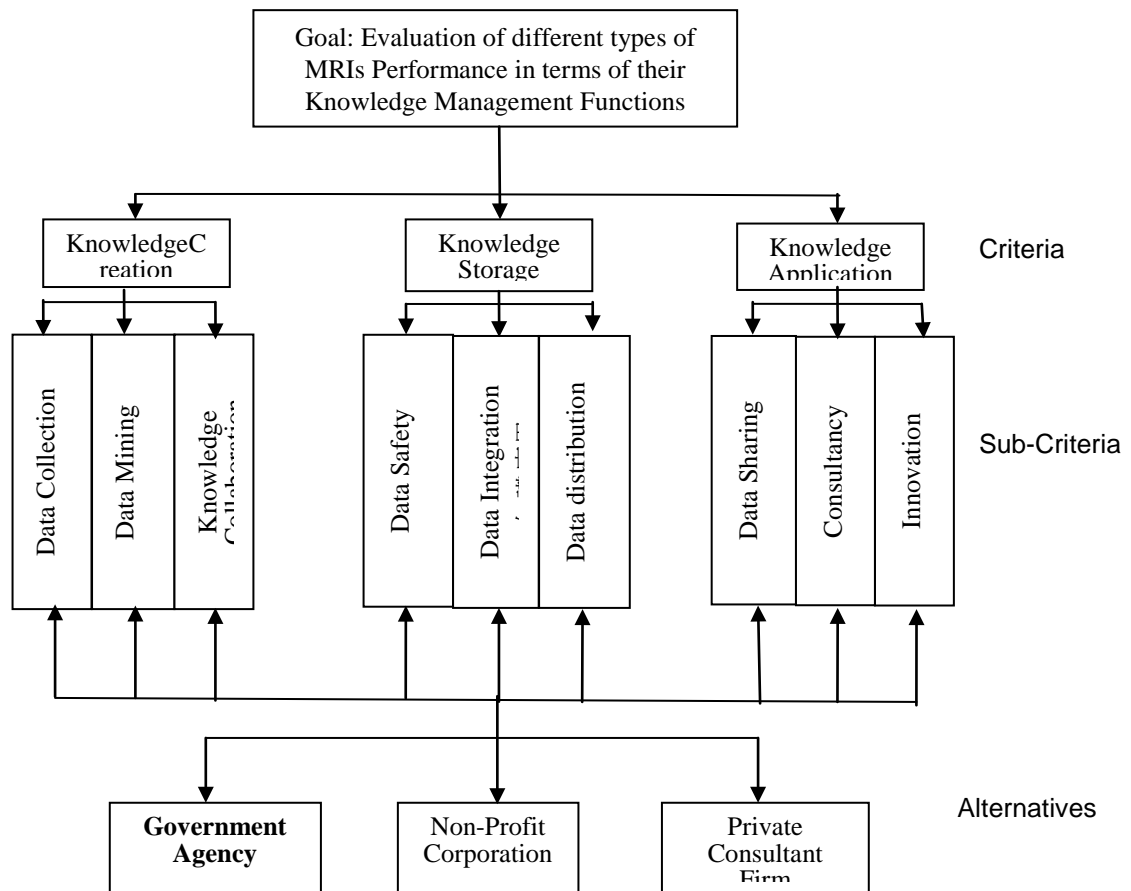 Goal: Evaluation of different types of
MRIs Performance in terms of their
Knowledge Management Functions
KnowledgeC
reation
Knowledge
Storage
Knowledge
Application
Criteria
Data Collection
Data Mining
Knowledge
Collaboration
Data Safety
Data Integration
Data distribution
Data Sharing
Consultancy
Innovation
Sub-Criteria
Government
Agency
Non-Profit
Corporation
Private
Consultant
Firm
Alternatives